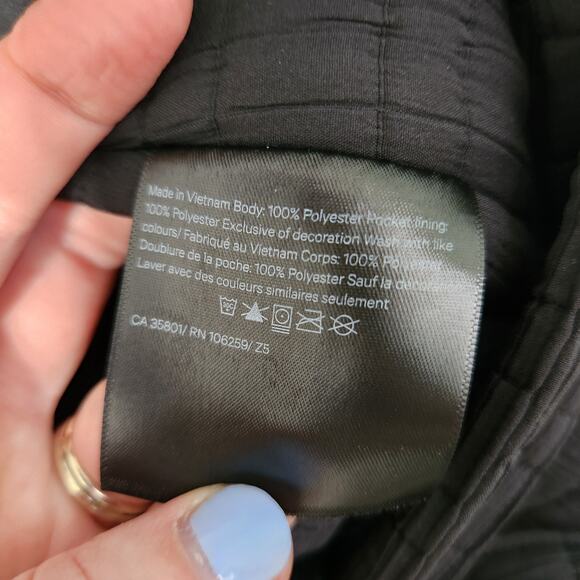 Made in Vietnam Body: 100% Polyester Pocket lining:
100% Polyester Exclusive of decoration Wash with like
colours/ Fabriqué au Vietnam Corps: 100% Polyester
Doublure de la poche: 100% Polyester Sauf la décoration
Laver avec des couleurs similaires seulement
CA 35801/ RN 106259/ Z5